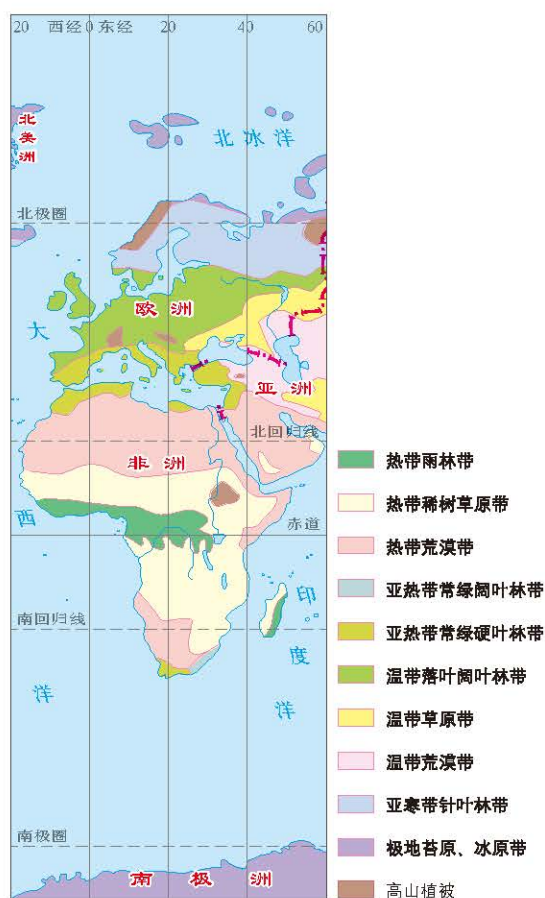 20 西经 0 东经 20 40 60
北美洲
北冰洋
北极圈
大
欧洲
亚洲
北回归线
非洲
西
赤道
印
南回归线
度
洋
洋
南极圈
南极洲
热带雨林带
热带稀树草原带
热带荒漠带
亚热带常绿阔叶林带
亚热带常绿硬叶林带
温带落叶阔叶林带
温带草原带
温带荒漠带
亚寒带针叶林带
极地苔原、冰原带
高山植被